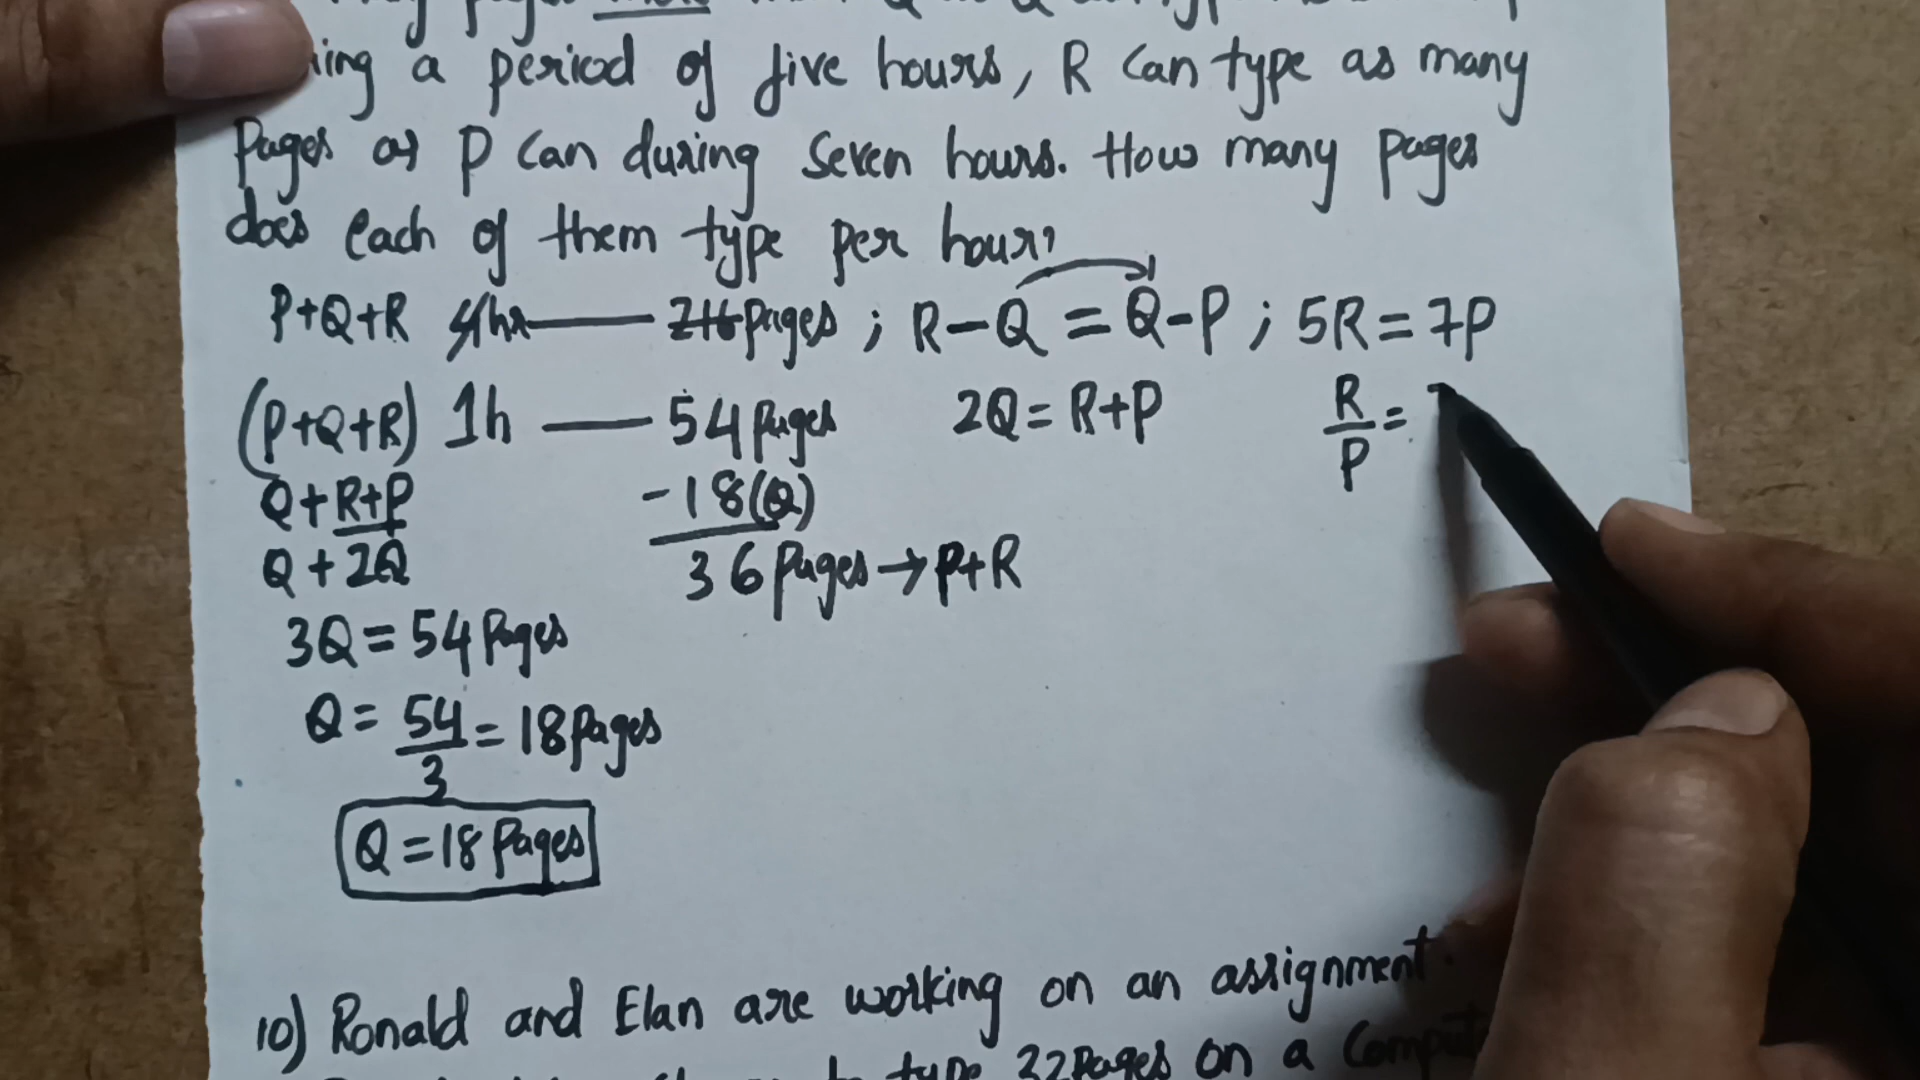 a period of five hours, R Can type as many
Pages as P Can during Seven hours. How many pages
does each of them type per hour?
P+Q+R 4hr — 216 pages ; R-Q = Q-P ; 5R = 7P
(P+Q+R) 1h — 54 Pages 2Q = R+P R/P =
Q+R+P -18(Q)
Q+2Q 36 Pages → P+R
3Q = 54 Pages
Q = 54/3 = 18 Pages
Q = 18 Pages
10) Ronald and Elan are working on an assignment.
type 32 Pages on a